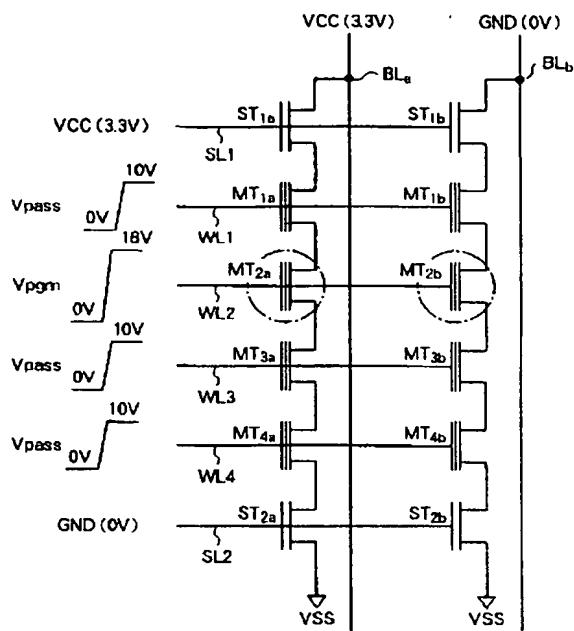 VCC (3.3V) GND (0V)
BLa BLb
VCC (3.3V) ST1a ST1b
SL1
10V
Vpass 0V MT1a MT1b
WL1
18V
Vpgm 0V MT2a MT2b
WL2
10V
Vpass 0V MT3a MT3b
WL3
10V
Vpass 0V MT4a MT4b
WL4
GND (0V) ST2a ST2b
SL2
VSS VSS